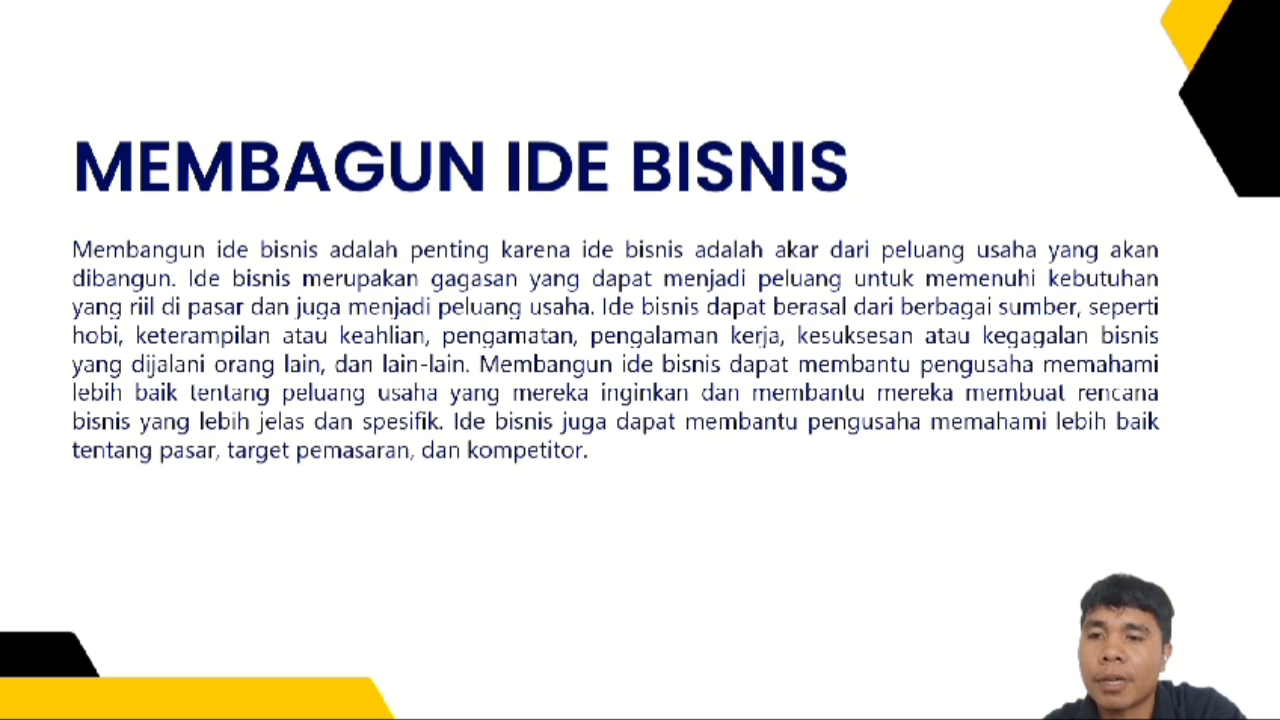 MEMBAGUN IDE BISNIS
Membangun ide bisnis adalah penting karena ide bisnis adalah akar dari peluang usaha yang akan
dibangun. Ide bisnis merupakan gagasan yang dapat menjadi peluang untuk memenuhi kebutuhan
yang riil di pasar dan juga menjadi peluang usaha. Ide bisnis dapat berasal dari berbagai sumber, seperti
hobi, keterampilan atau keahlian, pengamatan, pengalaman kerja, kesuksesan atau kegagalan bisnis
yang dijalani orang lain, dan lain-lain. Membangun ide bisnis dapat membantu pengusaha memahami
lebih baik tentang peluang usaha yang mereka inginkan dan membantu mereka membuat rencana
bisnis yang lebih jelas dan spesifik. Ide bisnis juga dapat membantu pengusaha memahami lebih baik
tentang pasar, target pemasaran, dan kompetitor.